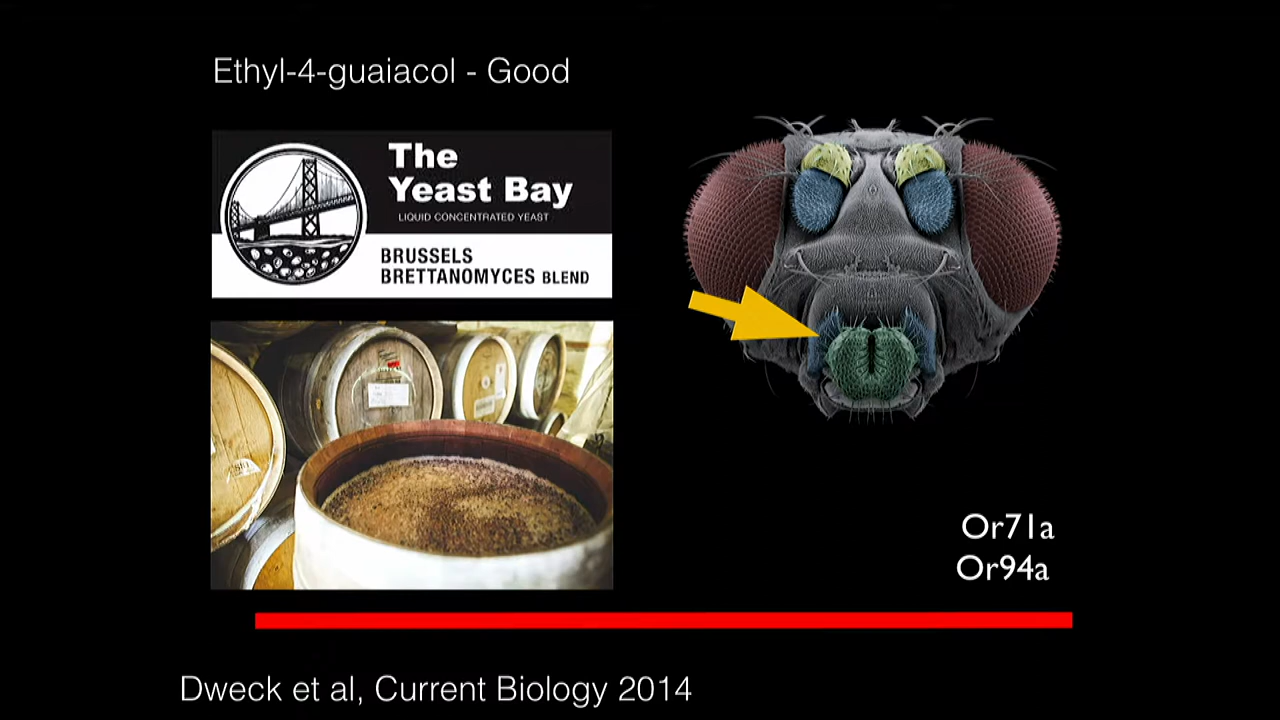 Ethyl-4-guaiacol - Good
The
Yeast Bay
LIQUID CONCENTRATED YEAST
BRUSSELS
BRETTANOMYCES BLEND
Or71a
Or94a
Dweck et al, Current Biology 2014